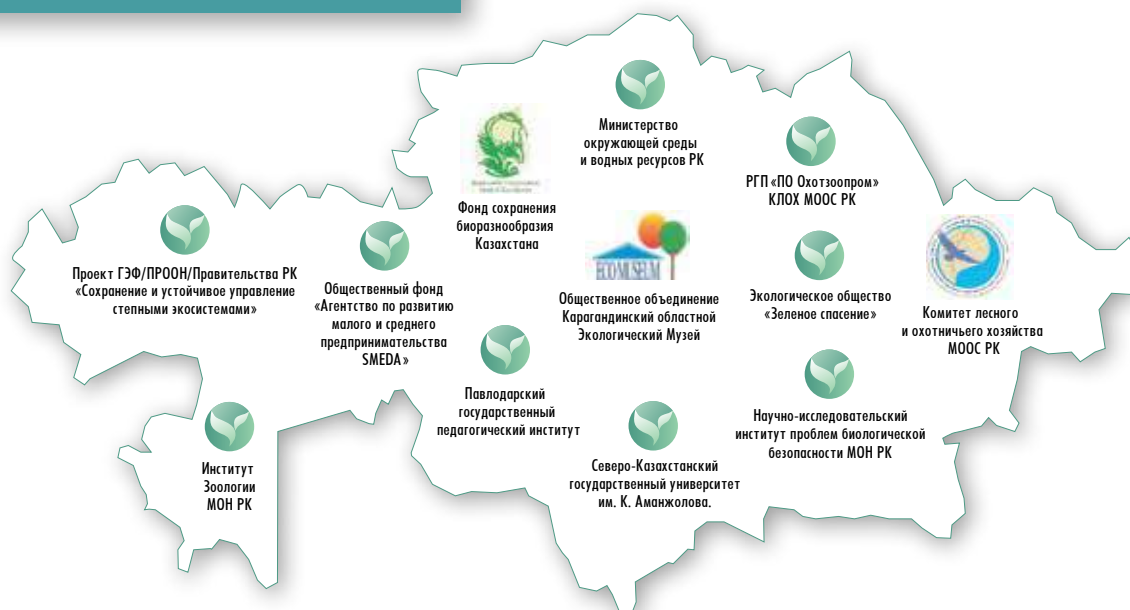 Министерство
окружающей среды
и водных ресурсов РК
РГП «ПО Охотзоопром»
КЛОХ МООС РК
Фонд сохранения
биоразнообразия
Казахстана
Проект ГЭФ/ПРООН/Правительства РК
«Сохранение и устойчивое управление
степными экосистемами»
Общественный фонд
«Агентство по развитию
малого и среднего
предпринимательства
SMEDA»
ECOMUSEUM
Общественное объединение
Карагандинский областной
Экологический Музей
Экологическое общество
«Зеленое спасение»
Комитет лесного
и охотничьего хозяйства
МООС РК
Павлодарский
государственный
педагогический институт
Научно-исследовательский
институт проблем биологической
безопасности МОН РК
Институт
Зоологии
МОН РК
Северо-Казахстанский
государственный университет
им. К. Аманжолова.